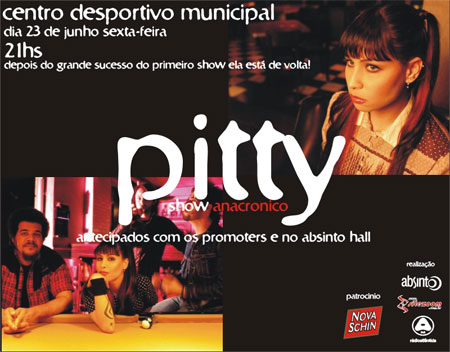 centro desportivo municipal
dia 23 de junho sexta-feira
21hs
depois do grande sucesso do primeiro show ela está de volta!
pitty
show anacronico
antecipados com os promoters e no absinto hall
realização
absinto
patrocinio
NOVA
SCHIN
A